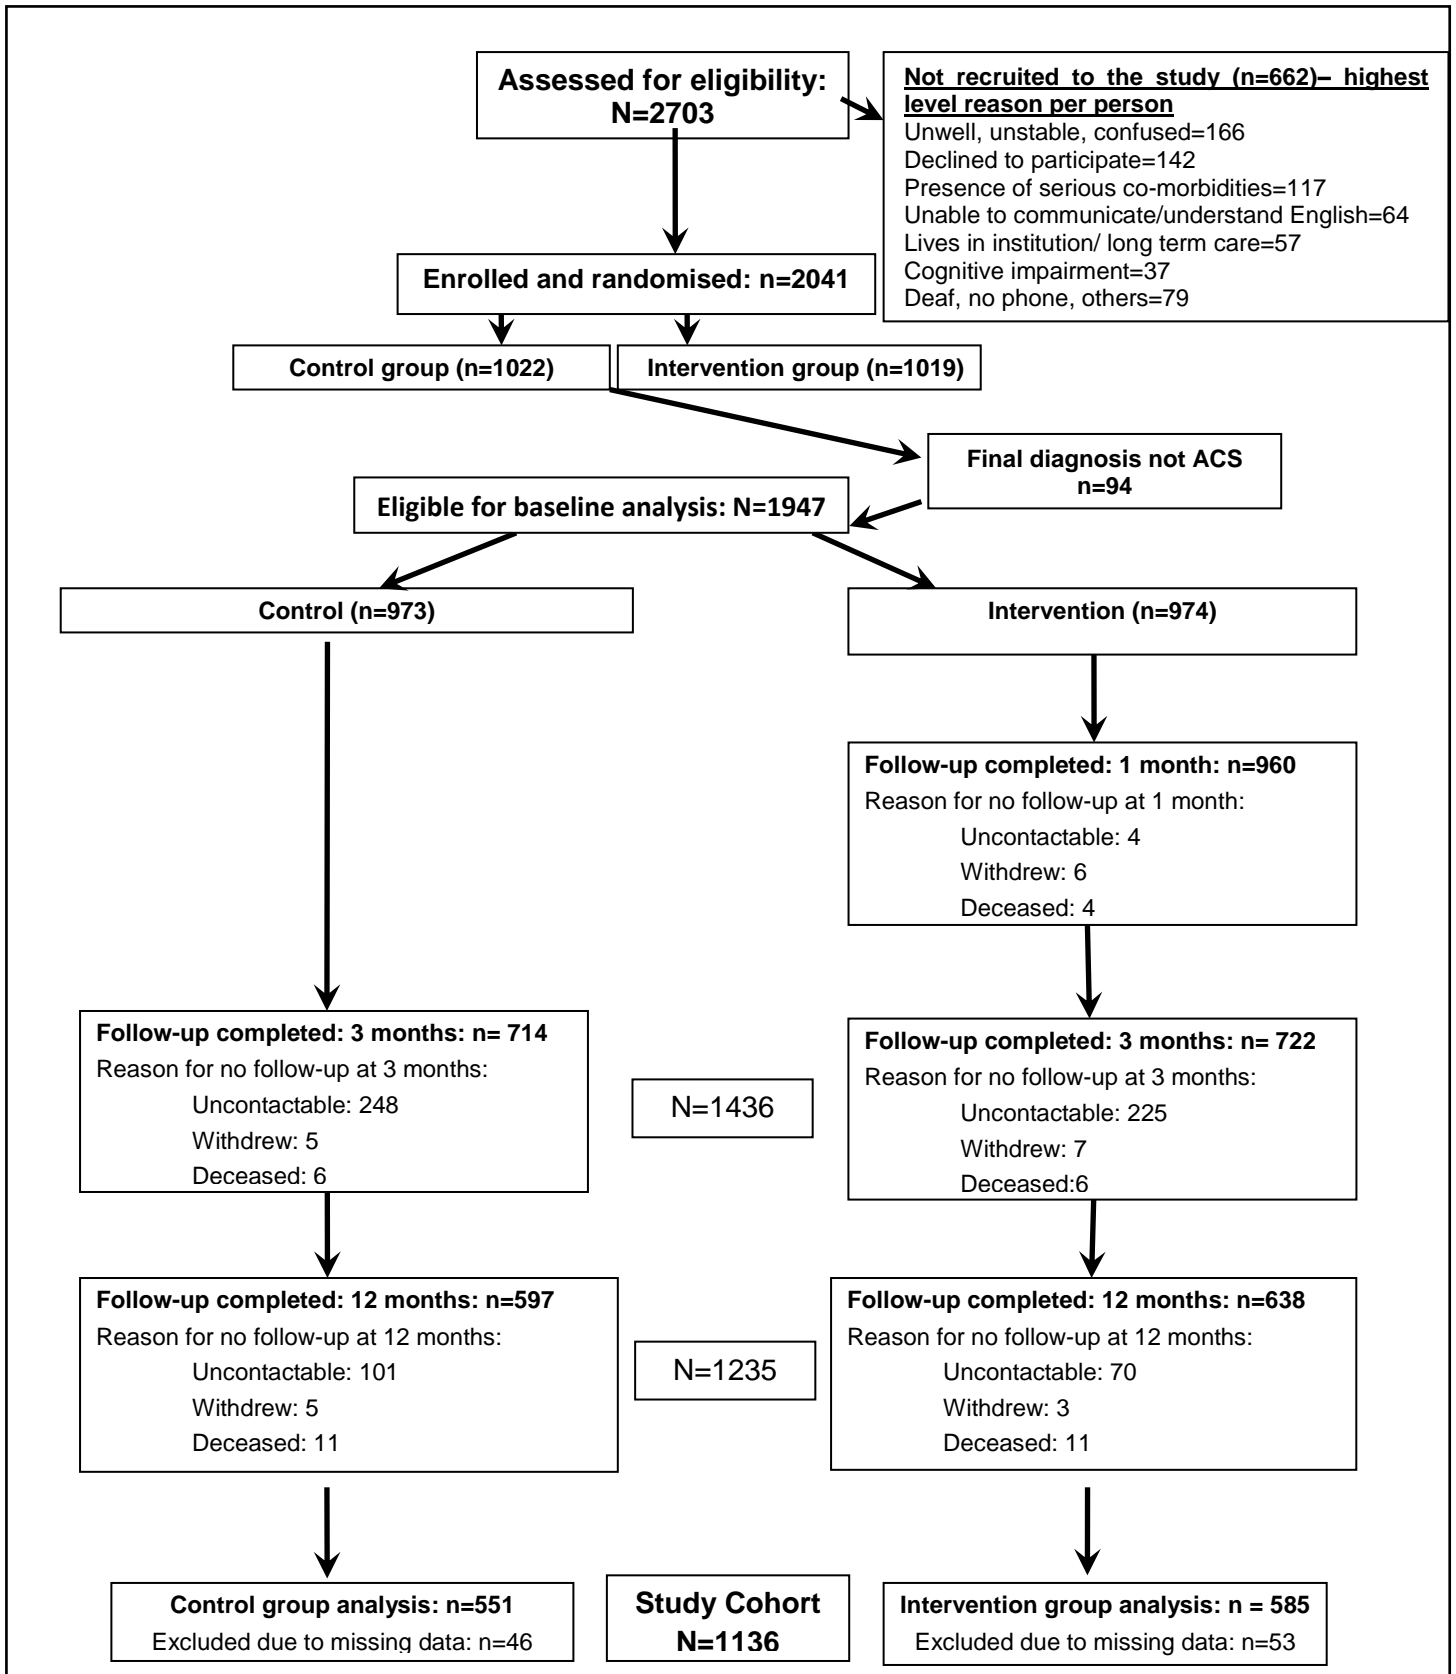 Assessed for eligibility:
N=2703
Not recruited to the study (n=662)– highest
level reason per person
Unwell, unstable, confused=166
Declined to participate=142
Presence of serious co-morbidities=117
Unable to communicate/understand English=64
Lives in institution/ long term care=57
Cognitive impairment=37
Deaf, no phone, others=79
Enrolled and randomised: n=2041
Control group (n=1022)
Intervention group (n=1019)
Final diagnosis not ACS
n=94
Eligible for baseline analysis: N=1947
Control (n=973)
Intervention (n=974)
Follow-up completed: 1 month: n=960
Reason for no follow-up at 1 month:
Uncontactable: 4
Withdrew: 6
Deceased: 4
Follow-up completed: 3 months: n= 714
Reason for no follow-up at 3 months:
Uncontactable: 248
Withdrew: 5
Deceased: 6
N=1436
Follow-up completed: 3 months: n= 722
Reason for no follow-up at 3 months:
Uncontactable: 225
Withdrew: 7
Deceased:6
Follow-up completed: 12 months: n=597
Reason for no follow-up at 12 months:
Uncontactable: 101
Withdrew: 5
Deceased: 11
N=1235
Follow-up completed: 12 months: n=638
Reason for no follow-up at 12 months:
Uncontactable: 70
Withdrew: 3
Deceased: 11
Control group analysis: n=551
Excluded due to missing data: n=46
Study Cohort
N=1136
Intervention group analysis: n = 585
Excluded due to missing data: n=53